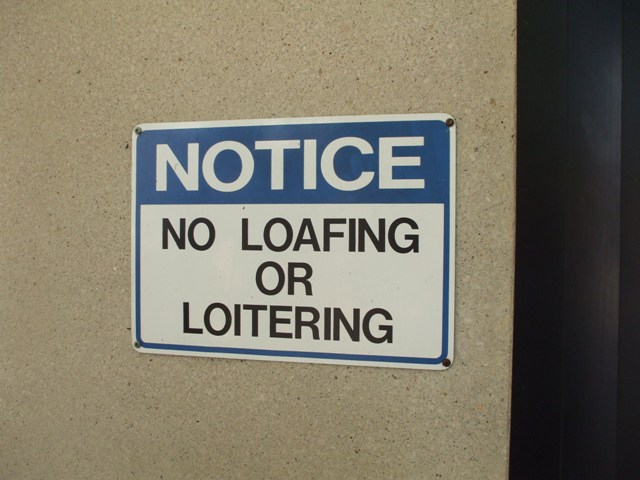 NOTICE
NO LOAFING
OR
LOITERING